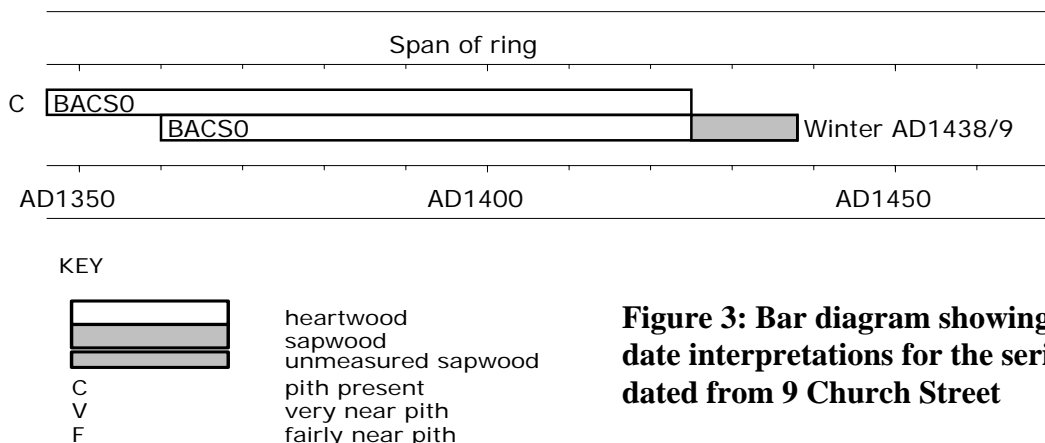 Span of ring
C BACS0
BACS0 Winter AD1438/9
AD1350 AD1400 AD1450
KEY
heartwood
sapwood
unmeasured sapwood
C pith present
V very near pith
F fairly near pith
Figure 3: Bar diagram showing
date interpretations for the seri
dated from 9 Church Street